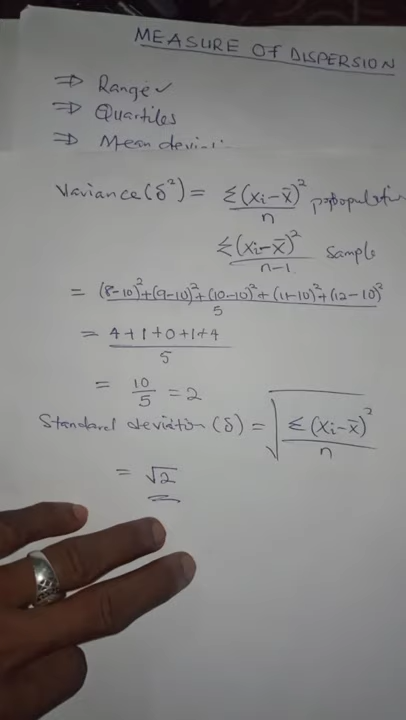 MEASURE OF DISPERSION
⇒ Range ✓
⇒ Quartiles
⇒ Mean
Variance (δ²) = Σ(xi-x̄)²/n
Σ(xi-x̄)²/n-1 Sample
= (8-10)²+(9-10)²+(10-10)²+(11-10)²+(12-10)²/5
= 4+1+0+1+4/5
= 10/5 = 2
Standard deviation (δ) = √Σ(xi-x̄)²/n
= √2